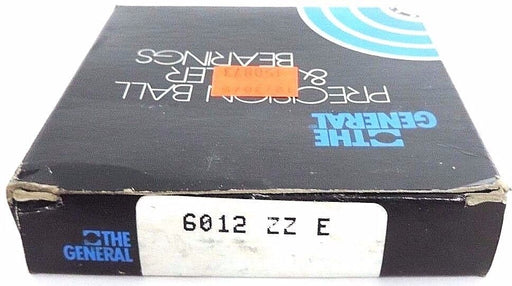 THE
GENERAL
PRECISION BALL
& ROLLER
BEARINGS
THE
GENERAL
6012 ZZ E